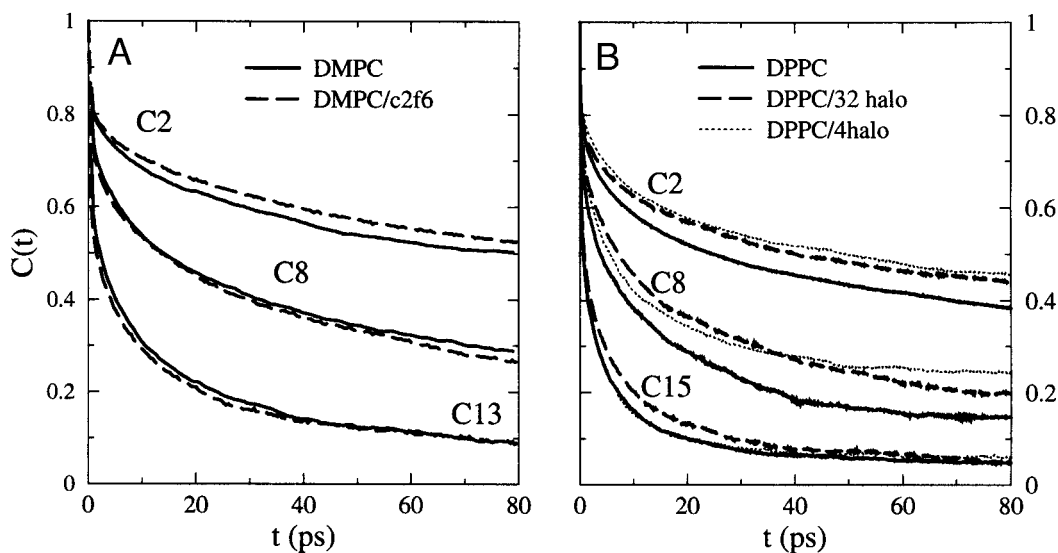 A
DMPC
DMPC/c2f6
C2
C8
C13
C(t)
1
0.8
0.6
0.4
0.2
0
0 20 40 60 80
t (ps)
B
DPPC
DPPC/32 halo
DPPC/4halo
C2
C8
C15
1
0.8
0.6
0.4
0.2
0
0 20 40 60 80
t (ps)